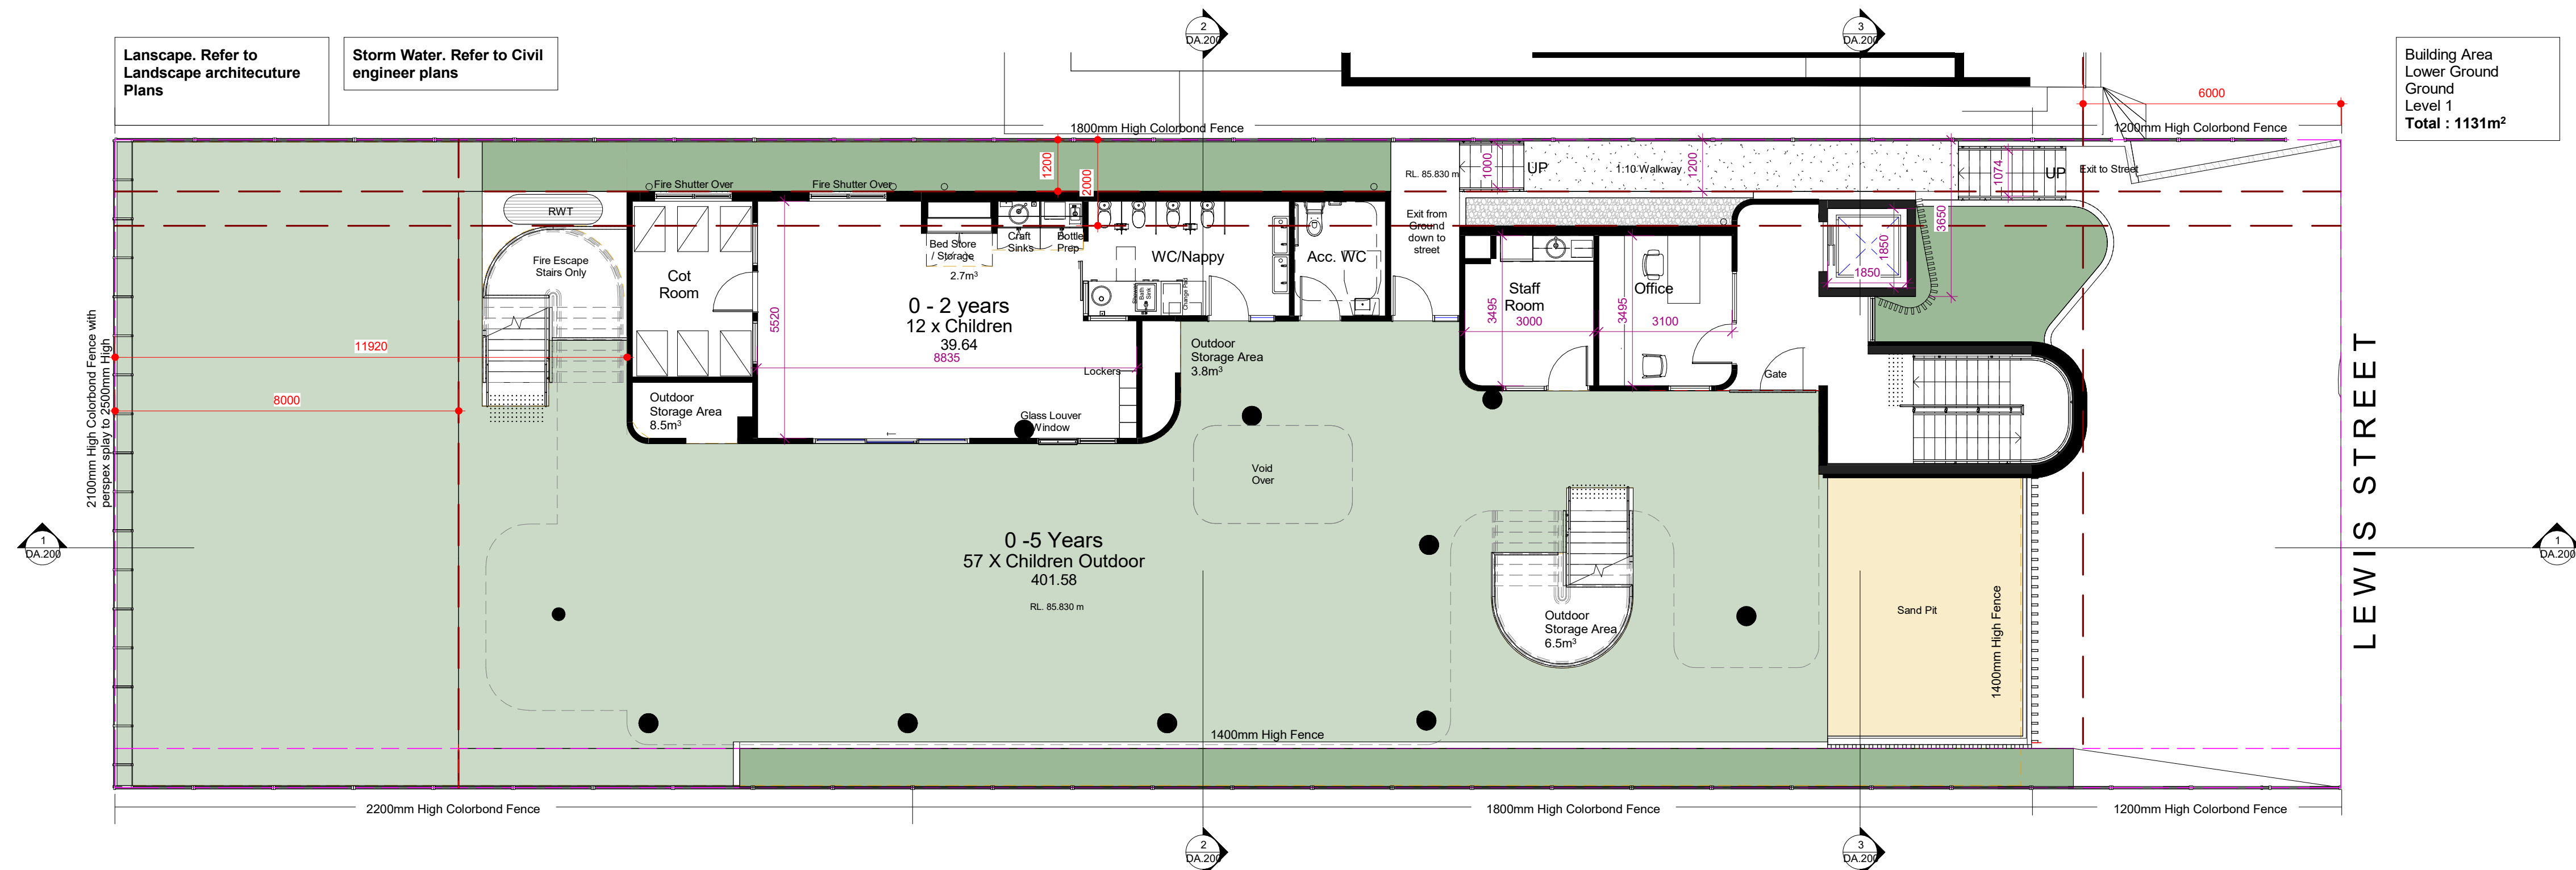 2
DA.200
3
DA.200
Lanscape. Refer to
Landscape architecuture
Plans
Storm Water. Refer to Civil
engineer plans
Building Area
Lower Ground
Ground
Level 1
Total : 1131m²
6000
1800mm High Colorbond Fence
1200mm High Colorbond Fence
1200
2000
1000
UP
1:10 Walkway
1200
1074
UP
Exit to Street
RL. 85.830 m
Fire Shutter Over
Fire Shutter Over
RWT
3650
Exit from
Ground
down to
street
Craft
Sinks
Bottle
Prep
Bed Store
/ Storage
2.7m³
WC/Nappy
Acc. WC
1850
1850
Fire Escape
Stairs Only
Cot
Room
Bath
Sink
Change Pad
Staff
Room
Office
0 - 2 years
12 x Children
39.64
8835
5520
3495
3000
3495
3100
2100mm High Colorbond Fence with
perspex splay to 2500mm High
11920
8000
Outdoor
Storage Area
3.8m³
Lockers
Gate
Outdoor
Storage Area
8.5m³
Glass Louver
Window
Void
Over
LEWIS STREET
1
DA.200
1
DA.200
0 -5 Years
57 X Children Outdoor
401.58
RL. 85.830 m
Outdoor
Storage Area
6.5m³
Sand Pit
1400mm High Fence
1400mm High Fence
2200mm High Colorbond Fence
1800mm High Colorbond Fence
1200mm High Colorbond Fence
2
DA.200
3
DA.200